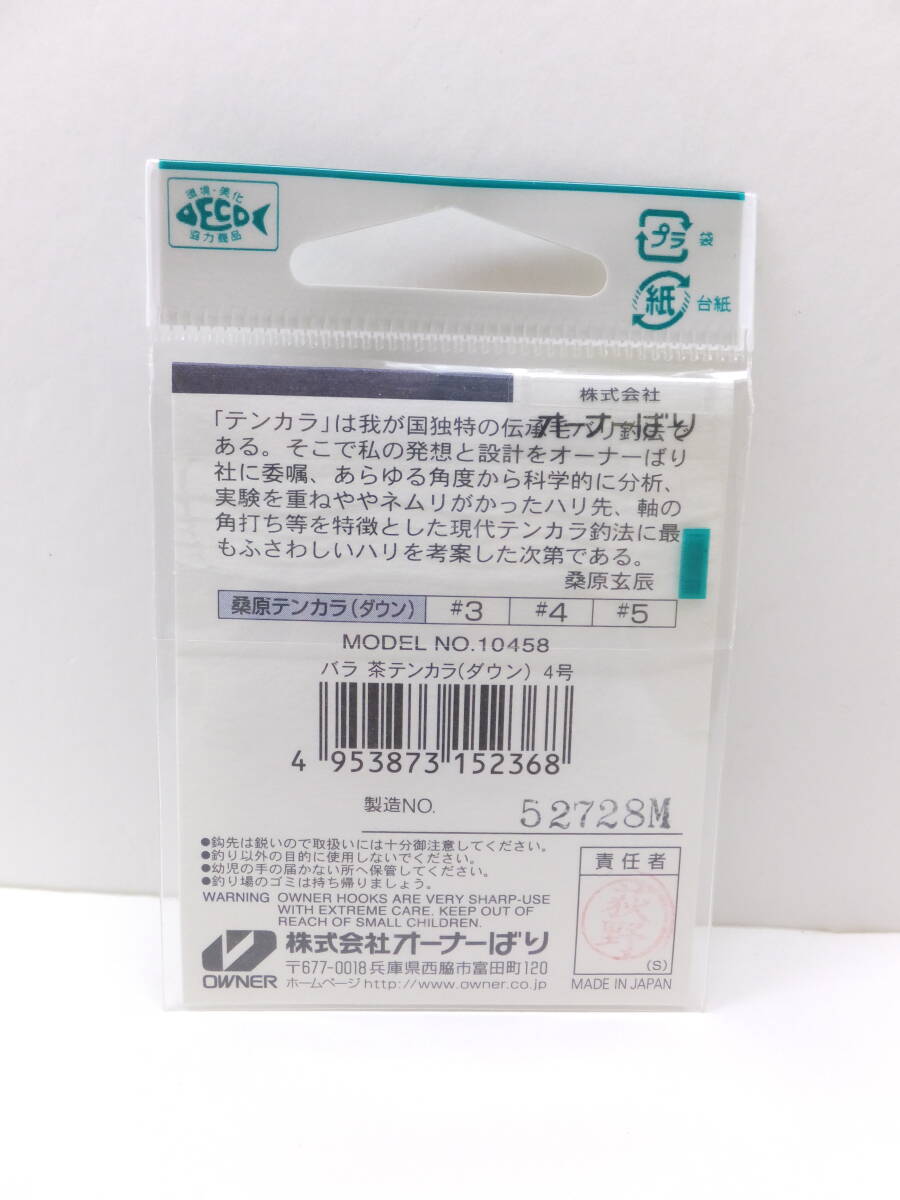 環境・美化
ECO
協力商品
プラ
袋
紙
台紙
株式会社
オーナーばり
「テンカラ」は我が国独特の伝承毛バリ釣法で
ある。そこで私の発想と設計をオーナーばり
社に委嘱、あらゆる角度から科学的に分析、
実験を重ねややネムリがかったハリ先、軸の
角打ち等を特徴とした現代テンカラ釣法に最
もふさわしいハリを考案した次第である。
桑原玄辰
桑原テンカラ(ダウン) #3 #4 #5
MODEL NO.10458
バラ 茶テンカラ(ダウン) 4号
4 953873 152368
製造NO. 52728M
●鈎先は鋭いので取扱いには十分御注意してください。
●釣り以外の目的に使用しないでください。
●幼児の手の届かない所へ保管してください。
●釣り場のゴミは持ち帰りましょう。
WARNING OWNER HOOKS ARE VERY SHARP-USE
WITH EXTREME CARE. KEEP OUT OF
REACH OF SMALL CHILDREN.
責任者
荻野
(S)
OWNER
株式会社オーナーばり
〒677-0018 兵庫県西脇市富田町120
ホームページ http://www.owner.co.jp
MADE IN JAPAN